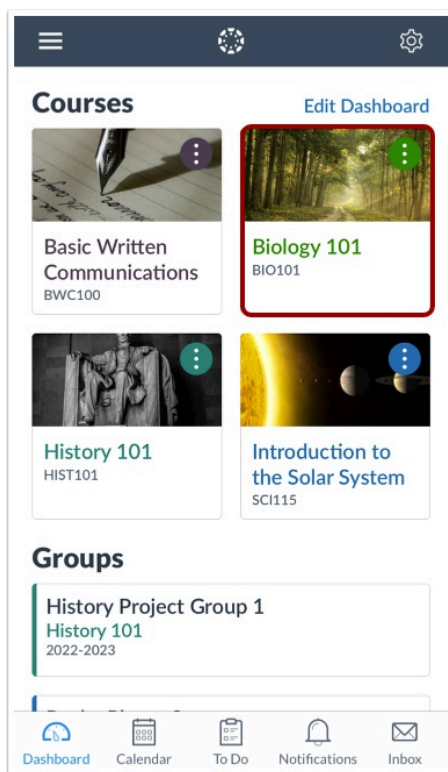 Courses
Edit Dashboard
Basic Written
Communications
BWC100
Biology 101
BIO101
History 101
HIST101
Introduction to
the Solar System
SCI115
Groups
History Project Group 1
History 101
2022-2023
Dashboard
Calendar
To Do
Notifications
Inbox